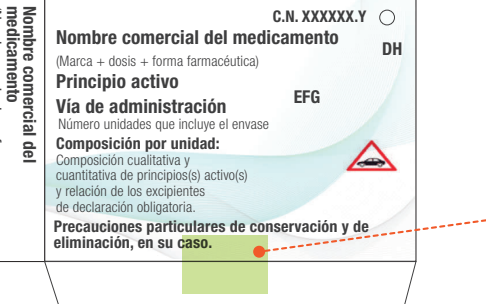 C.N. XXXXXX.Y
Nombre comercial del medicamento
DH
(Marca + dosis + forma farmacéutica)
Principio activo
EFG
Vía de administración
Número unidades que incluye el envase
Composición por unidad:
Composición cualitativa y
cuantitativa de principios(s) activo(s)
y relación de los excipientes
de declaración obligatoria.
Precauciones particulares de conservación y de
eliminación, en su caso.
Nombre comercial del
medicamento